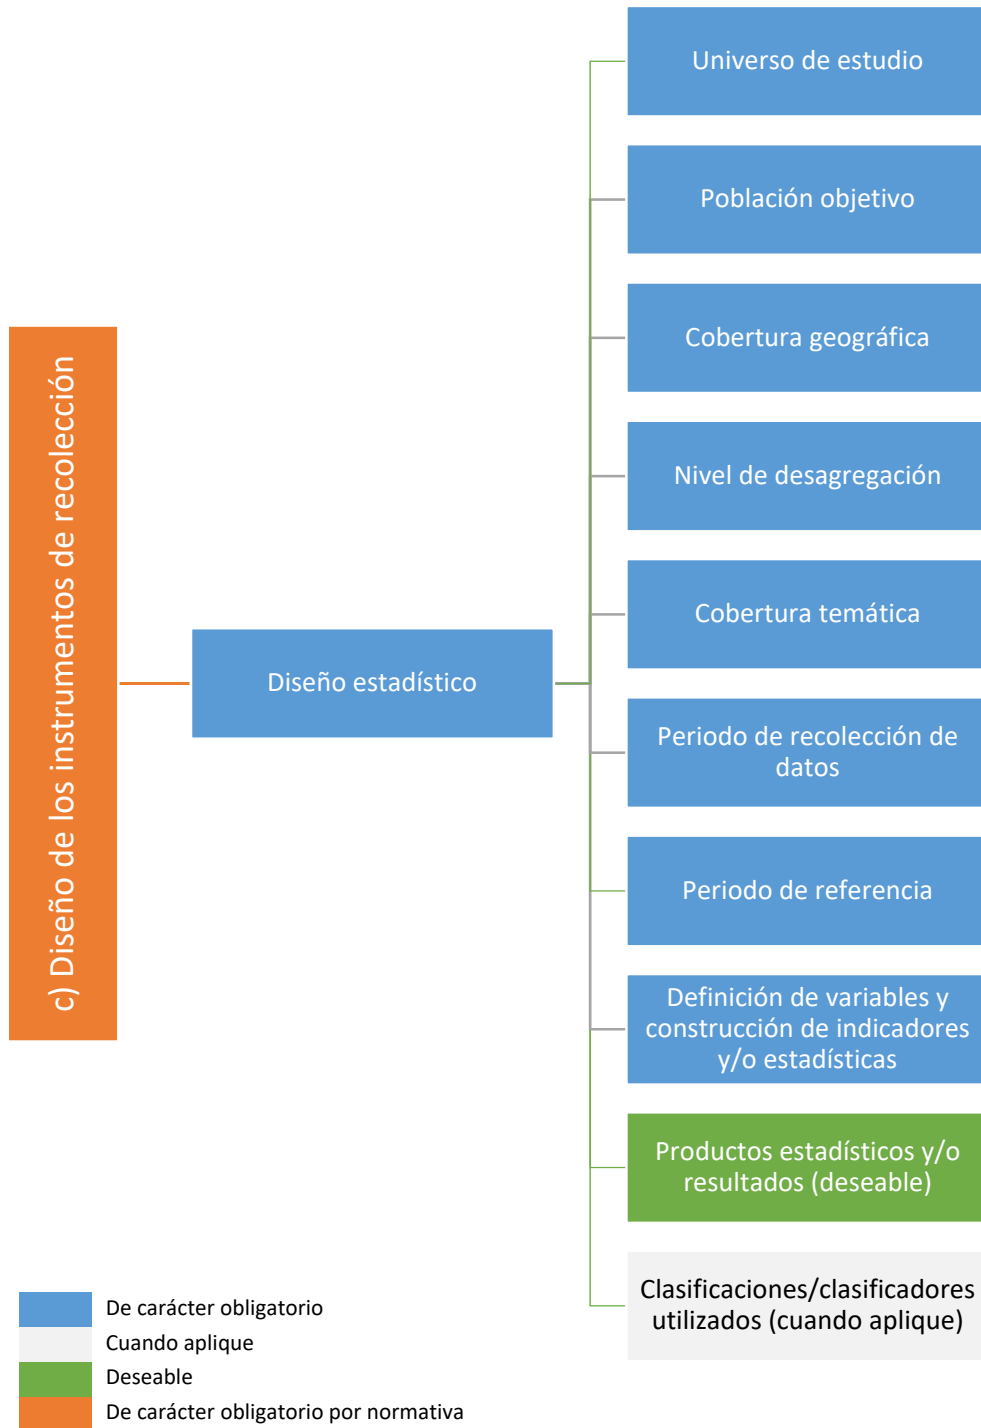 c) Diseño de los instrumentos de recolección
Diseño estadístico
Universo de estudio
Población objetivo
Cobertura geográfica
Nivel de desagregación
Cobertura temática
Periodo de recolección de
datos
Periodo de referencia
Definición de variables y
construcción de indicadores
y/o estadísticas
Productos estadísticos y/o
resultados (deseable)
Clasificaciones/clasificadores
utilizados (cuando aplique)
De carácter obligatorio
Cuando aplique
Deseable
De carácter obligatorio por normativa